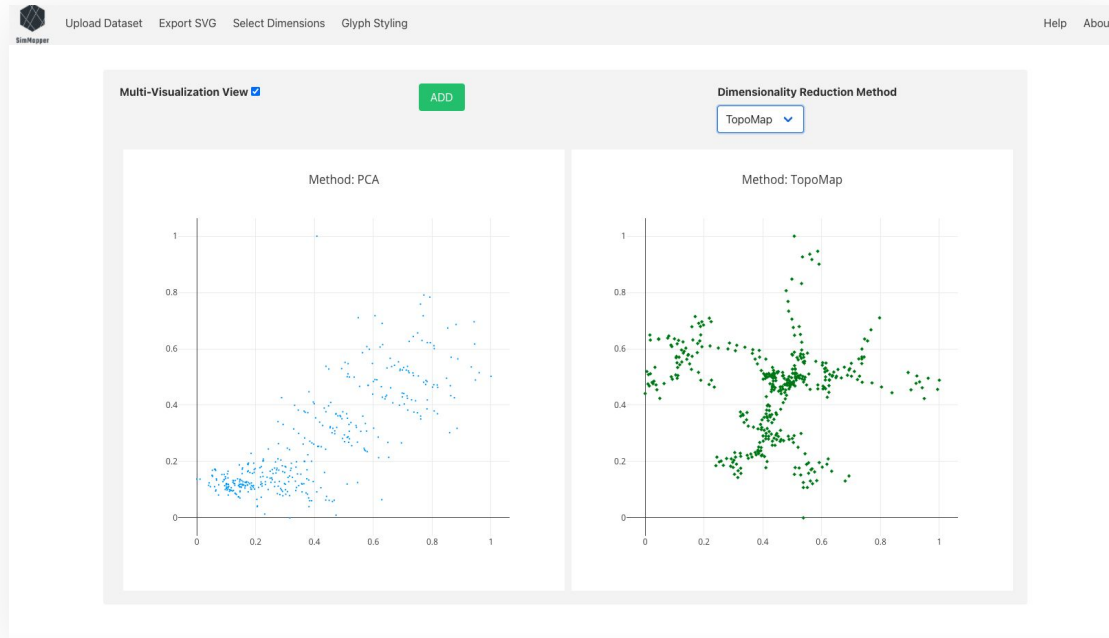 SimMapper
Upload Dataset Export SVG Select Dimensions Glyph Styling Help Abou
Multi-Visualization View ADD Dimensionality Reduction Method
TopoMap
Method: PCA
1
0.8
0.6
0.4
0.2
0
0 0.2 0.4 0.6 0.8 1
Method: TopoMap
1
0.8
0.6
0.4
0.2
0
0 0.2 0.4 0.6 0.8 1